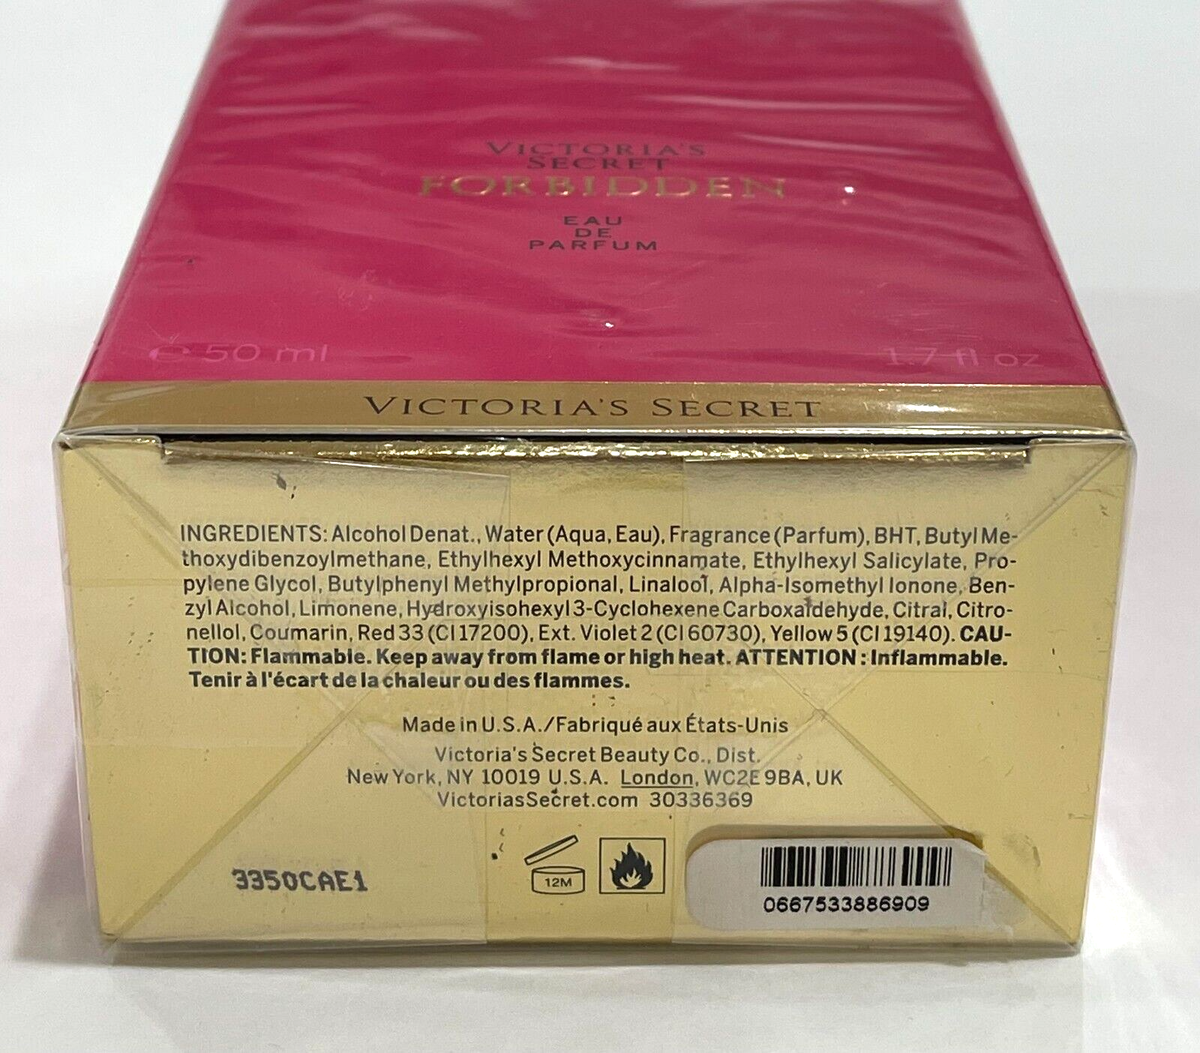 VICTORIA'S
SECRET
FORBIDDEN
EAU
DE
PARFUM
℮ 50 ml
1.7 fl oz
VICTORIA'S SECRET
INGREDIENTS: Alcohol Denat., Water (Aqua, Eau), Fragrance (Parfum), BHT, Butyl Me-
thoxydibenzoylmethane, Ethylhexyl Methoxycinnamate, Ethylhexyl Salicylate, Pro-
pylene Glycol, Butylphenyl Methylpropional, Linalool, Alpha-Isomethyl Ionone, Ben-
zyl Alcohol, Limonene, Hydroxyisohexyl 3-Cyclohexene Carboxaldehyde, Citral, Citro-
nellol, Coumarin, Red 33 (CI 17200), Ext. Violet 2 (CI 60730), Yellow 5 (CI 19140). CAU-
TION: Flammable. Keep away from flame or high heat. ATTENTION : Inflammable.
Tenir à l'écart de la chaleur ou des flammes.
Made in U.S.A./Fabriqué aux États-Unis
Victoria's Secret Beauty Co., Dist.
New York, NY 10019 U.S.A. London, WC2E 9BA, UK
VictoriasSecret.com 30336369
3350CAE1
12M
0667533886909